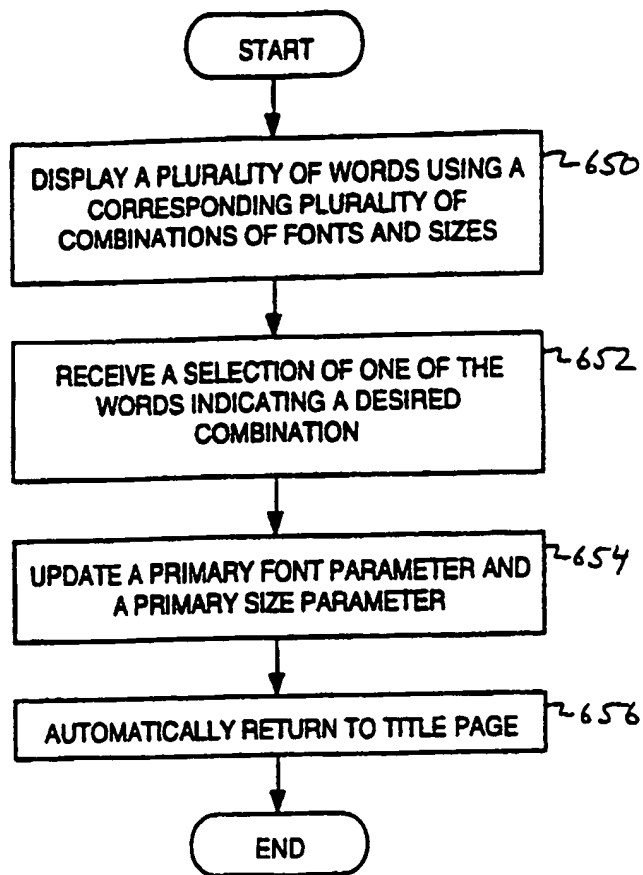 START
DISPLAY A PLURALITY OF WORDS USING A
CORRESPONDING PLURALITY OF
COMBINATIONS OF FONTS AND SIZES
650
RECEIVE A SELECTION OF ONE OF THE
WORDS INDICATING A DESIRED
COMBINATION
652
UPDATE A PRIMARY FONT PARAMETER AND
A PRIMARY SIZE PARAMETER
654
AUTOMATICALLY RETURN TO TITLE PAGE
656
END